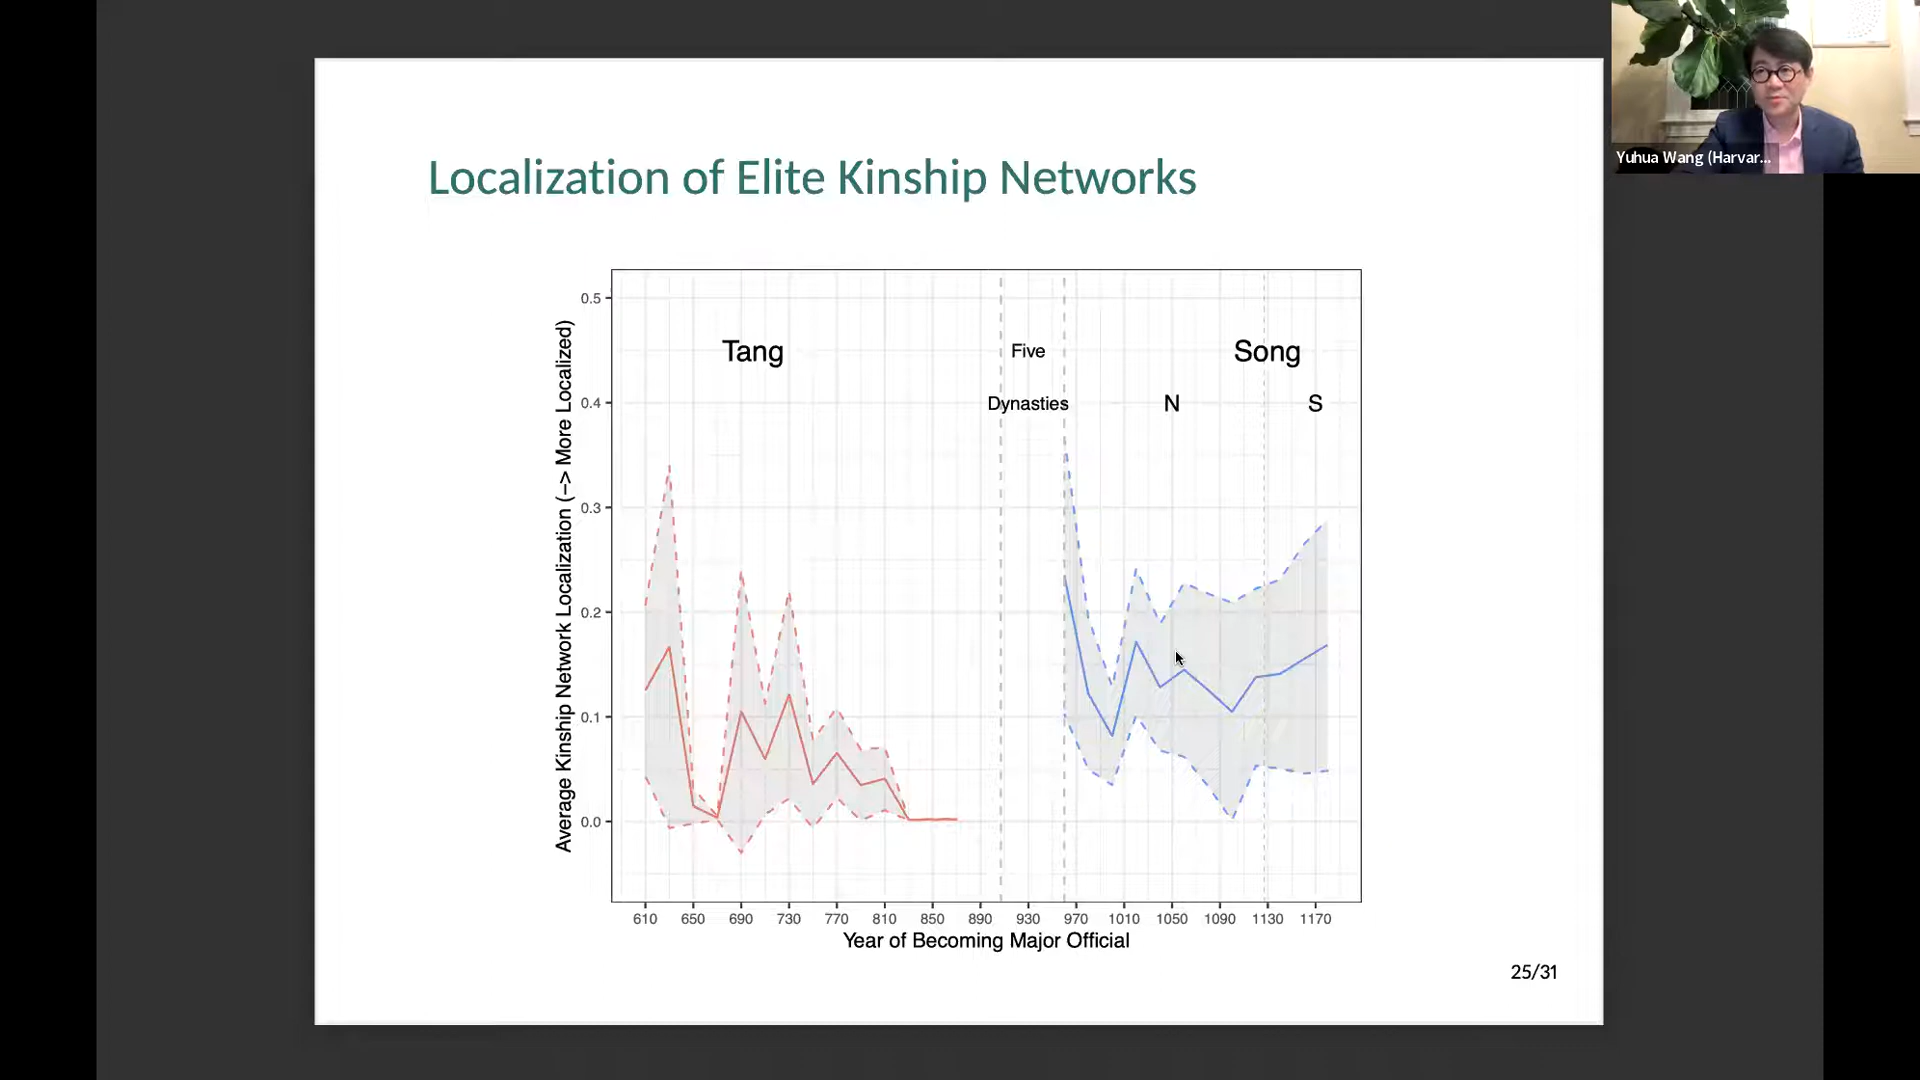 Yuhua Wang (Harvar...
Localization of Elite Kinship Networks
Average Kinship Network Localization (−> More Localized)
0.5
0.4
0.3
0.2
0.1
0.0
Tang
Five
Dynasties
Song
N
S
610 650 690 730 770 810 850 890 930 970 1010 1050 1090 1130 1170
Year of Becoming Major Official
25/31